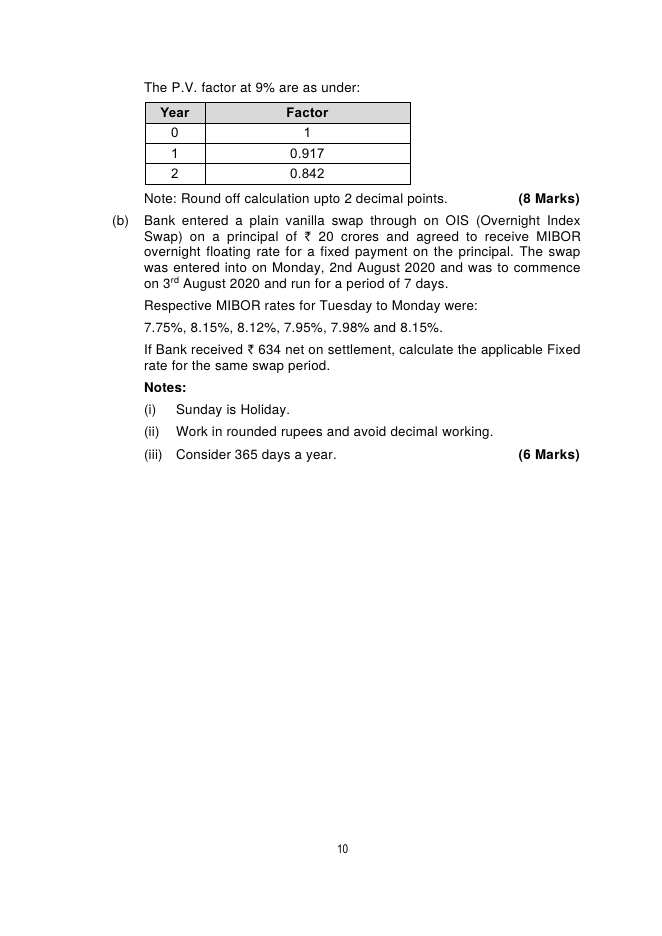 The P.V. factor at 9% are as under:
Year Factor
0 1
1 0.917
2 0.842
Note: Round off calculation upto 2 decimal points. (8 Marks)
(b) Bank entered a plain vanilla swap through on OIS (Overnight Index
Swap) on a principal of ₹ 20 crores and agreed to receive MIBOR
overnight floating rate for a fixed payment on the principal. The swap
was entered into on Monday, 2nd August 2020 and was to commence
on 3rd August 2020 and run for a period of 7 days.
Respective MIBOR rates for Tuesday to Monday were:
7.75%, 8.15%, 8.12%, 7.95%, 7.98% and 8.15%.
If Bank received ₹ 634 net on settlement, calculate the applicable Fixed
rate for the same swap period.
Notes:
(i) Sunday is Holiday.
(ii) Work in rounded rupees and avoid decimal working.
(iii) Consider 365 days a year. (6 Marks)
10